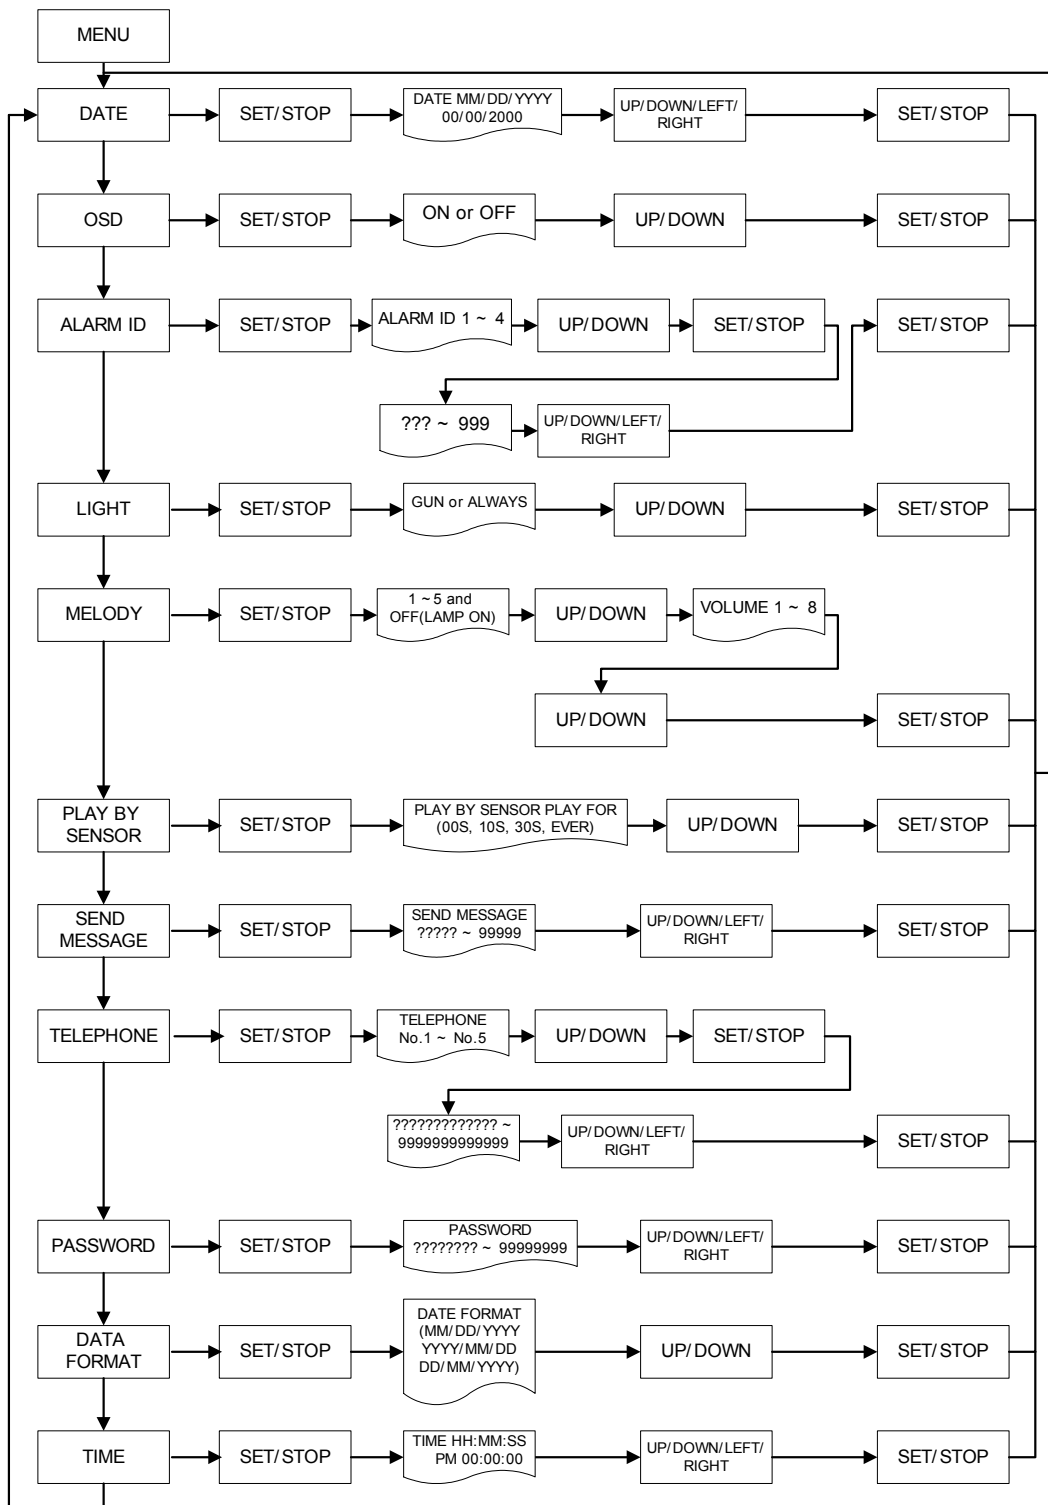 MENU
DATE
SET/STOP
DATE MM/DD/YYYY
00/00/2000
UP/DOWN/LEFT/
RIGHT
SET/STOP
OSD
SET/STOP
ON or OFF
UP/DOWN
SET/STOP
ALARM ID
SET/STOP
ALARM ID 1 ~ 4
UP/DOWN
SET/STOP
SET/STOP
??? ~ 999
UP/DOWN/LEFT/
RIGHT
LIGHT
SET/STOP
GUN or ALWAYS
UP/DOWN
SET/STOP
MELODY
SET/STOP
1 ~ 5 and
OFF(LAMP ON)
UP/DOWN
VOLUME 1 ~ 8
UP/DOWN
SET/STOP
PLAY BY
SENSOR
SET/STOP
PLAY BY SENSOR PLAY FOR
(00S, 10S, 30S, EVER)
UP/DOWN
SET/STOP
SEND
MESSAGE
SET/STOP
SEND MESSAGE
????? ~ 99999
UP/DOWN/LEFT/
RIGHT
SET/STOP
TELEPHONE
SET/STOP
TELEPHONE
No.1 ~ No.5
UP/DOWN
SET/STOP
????????????? ~
9999999999999
UP/DOWN/LEFT/
RIGHT
SET/STOP
PASSWORD
SET/STOP
PASSWORD
???????? ~ 99999999
UP/DOWN/LEFT/
RIGHT
SET/STOP
DATA
FORMAT
SET/STOP
DATE FORMAT
(MM/DD/YYYY
YYYY/MM/DD
DD/MM/YYYY)
UP/DOWN
SET/STOP
TIME
SET/STOP
TIME HH:MM:SS
PM 00:00:00
UP/DOWN/LEFT/
RIGHT
SET/STOP